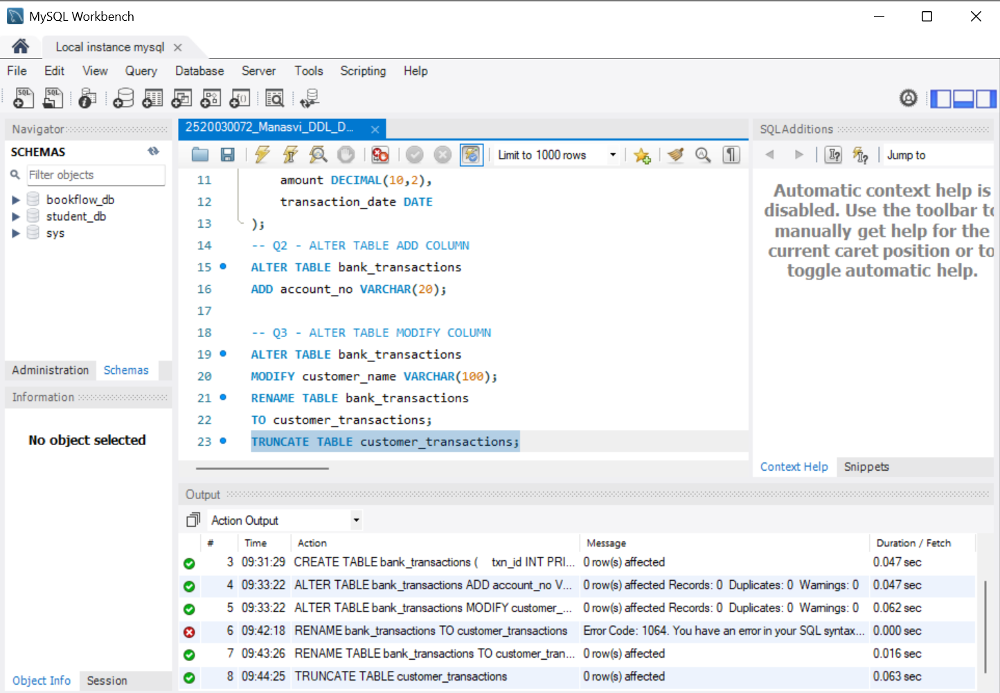 MySQL Workbench
Local instance mysql
File Edit View Query Database Server Tools Scripting Help
Navigator
SCHEMAS
Filter objects
bookflow_db
student_db
sys
Administration Schemas
Information
No object selected
Object Info Session
2520030072_Manasvi_DDL_D...
Limit to 1000 rows
11 amount DECIMAL(10,2),
12 transaction_date DATE
13 );
14 -- Q2 - ALTER TABLE ADD COLUMN
15 ALTER TABLE bank_transactions
16 ADD account_no VARCHAR(20);
17
18 -- Q3 - ALTER TABLE MODIFY COLUMN
19 ALTER TABLE bank_transactions
20 MODIFY customer_name VARCHAR(100);
21 RENAME TABLE bank_transactions
22 TO customer_transactions;
23 TRUNCATE TABLE customer_transactions;
SQLAdditions
Jump to
Automatic context help is
disabled. Use the toolbar to
manually get help for the
current caret position or to
toggle automatic help.
Context Help Snippets
Output
Action Output
# Time Action Message Duration / Fetch
3 09:31:29 CREATE TABLE bank_transactions ( txn_id INT PRI... 0 row(s) affected 0.047 sec
4 09:33:22 ALTER TABLE bank_transactions ADD account_no V... 0 row(s) affected Records: 0 Duplicates: 0 Warnings: 0 0.047 sec
5 09:33:22 ALTER TABLE bank_transactions MODIFY customer_... 0 row(s) affected Records: 0 Duplicates: 0 Warnings: 0 0.062 sec
6 09:42:18 RENAME bank_transactions TO customer_transactions Error Code: 1064. You have an error in your SQL syntax... 0.000 sec
7 09:43:26 RENAME TABLE bank_transactions TO customer_tran... 0 row(s) affected 0.016 sec
8 09:44:25 TRUNCATE TABLE customer_transactions 0 row(s) affected 0.063 sec